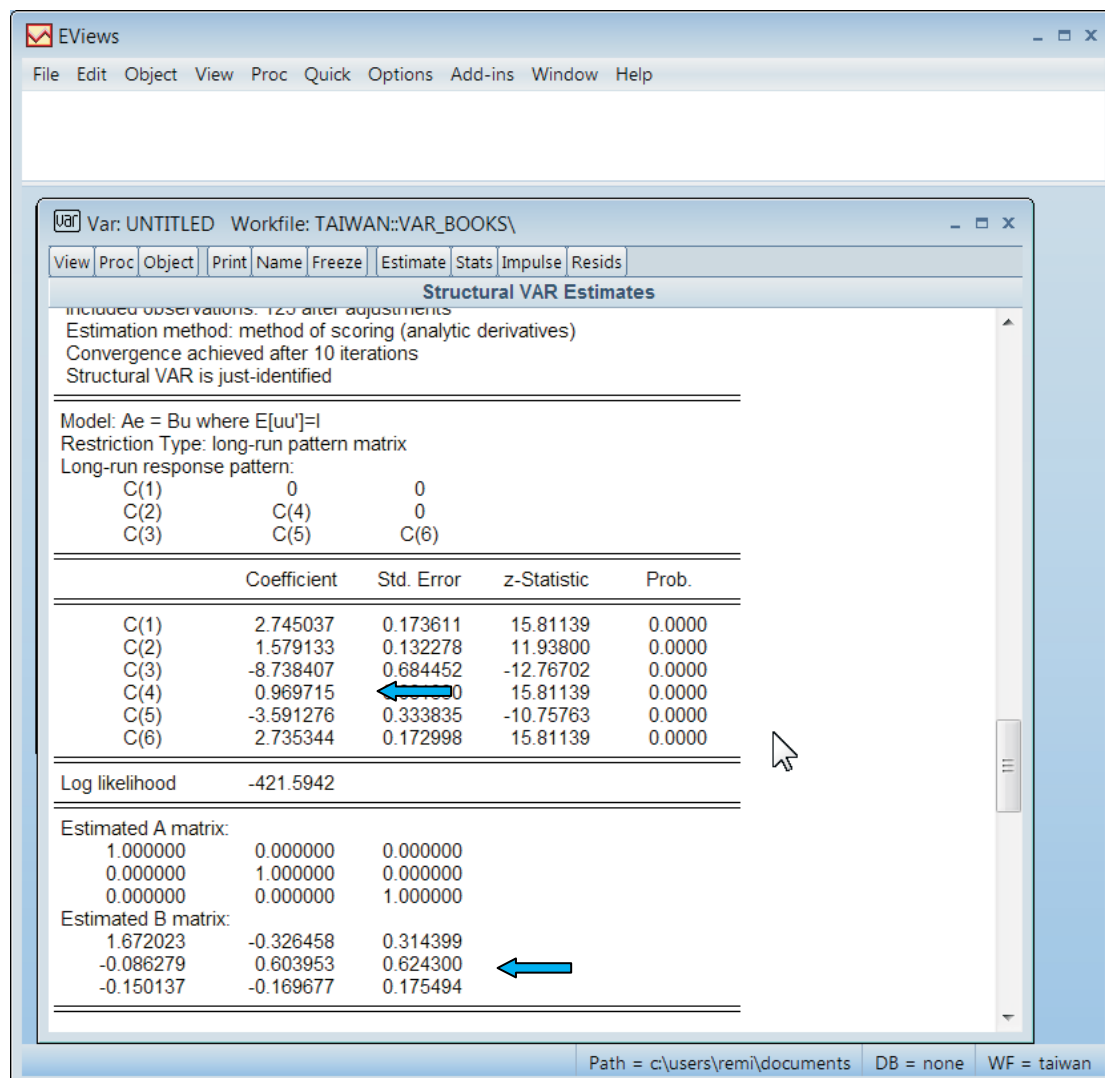 EViews
File Edit Object View Proc Quick Options Add-ins Window Help
var Var: UNTITLED Workfile: TAIWAN::VAR_BOOKS\
View Proc Object Print Name Freeze Estimate Stats Impulse Resids
Structural VAR Estimates
Included observations: 125 after adjustments
Estimation method: method of scoring (analytic derivatives)
Convergence achieved after 10 iterations
Structural VAR is just-identified
Model: Ae = Bu where E[uu']=I
Restriction Type: long-run pattern matrix
Long-run response pattern:
C(1) 0 0
C(2) C(4) 0
C(3) C(5) C(6)
Coefficient Std. Error z-Statistic Prob.
C(1) 2.745037 0.173611 15.81139 0.0000
C(2) 1.579133 0.132278 11.93800 0.0000
C(3) -8.738407 0.684452 -12.76702 0.0000
C(4) 0.969715 15.81139 0.0000
C(5) -3.591276 0.333835 -10.75763 0.0000
C(6) 2.735344 0.172998 15.81139 0.0000
Log likelihood -421.5942
Estimated A matrix:
1.000000 0.000000 0.000000
0.000000 1.000000 0.000000
0.000000 0.000000 1.000000
Estimated B matrix:
1.672023 -0.326458 0.314399
-0.086279 0.603953 0.624300
-0.150137 -0.169677 0.175494
Path = c:\users\remi\documents DB = none WF = taiwan